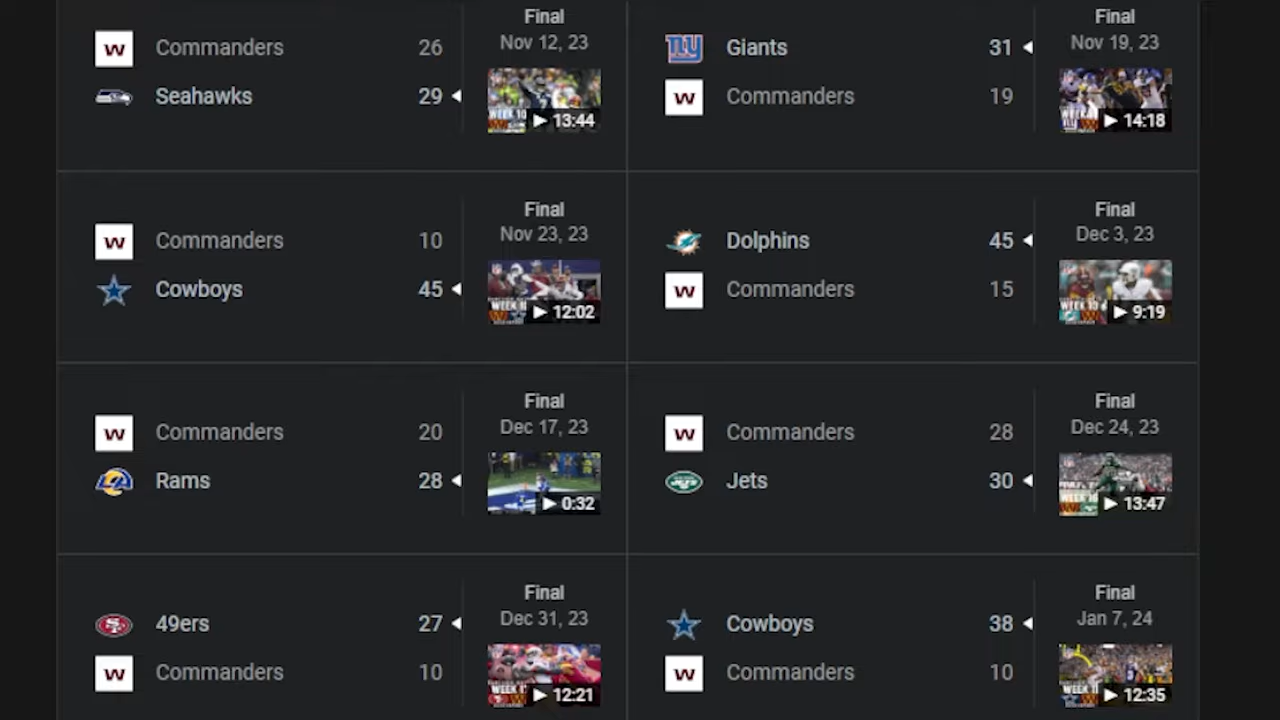 Final
Commanders 26
Nov 12, 23
Seahawks 29
13:44
Final
Giants 31
Nov 19, 23
Commanders 19
14:18
Final
Commanders 10
Nov 23, 23
Cowboys 45
12:02
Final
Dolphins 45
Dec 3, 23
Commanders 15
9:19
Final
Commanders 20
Dec 17, 23
Rams 28
0:32
Final
Commanders 28
Dec 24, 23
Jets 30
13:47
Final
49ers 27
Dec 31, 23
Commanders 10
12:21
Final
Cowboys 38
Jan 7, 24
Commanders 10
12:35